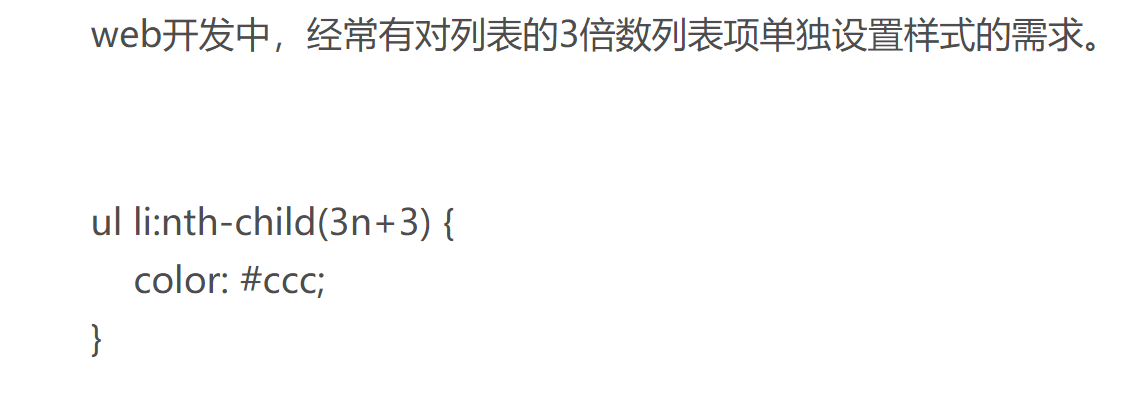 web开发中，经常有对列表的3倍数列表项单独设置样式的需求。
ul li:nth-child(3n+3) {
    color: #ccc;
}